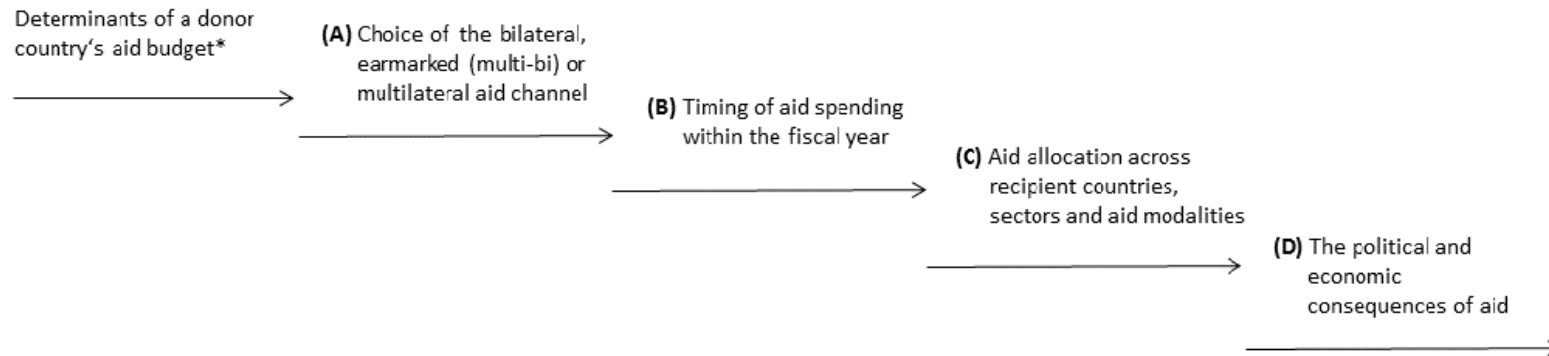 Determinants of a donor
country's aid budget*
(A) Choice of the bilateral,
earmarked (multi-bi) or
multilateral aid channel
(B) Timing of aid spending
within the fiscal year
(C) Aid allocation across
recipient countries,
sectors and aid modalities
(D) The political and
economic
consequences of aid